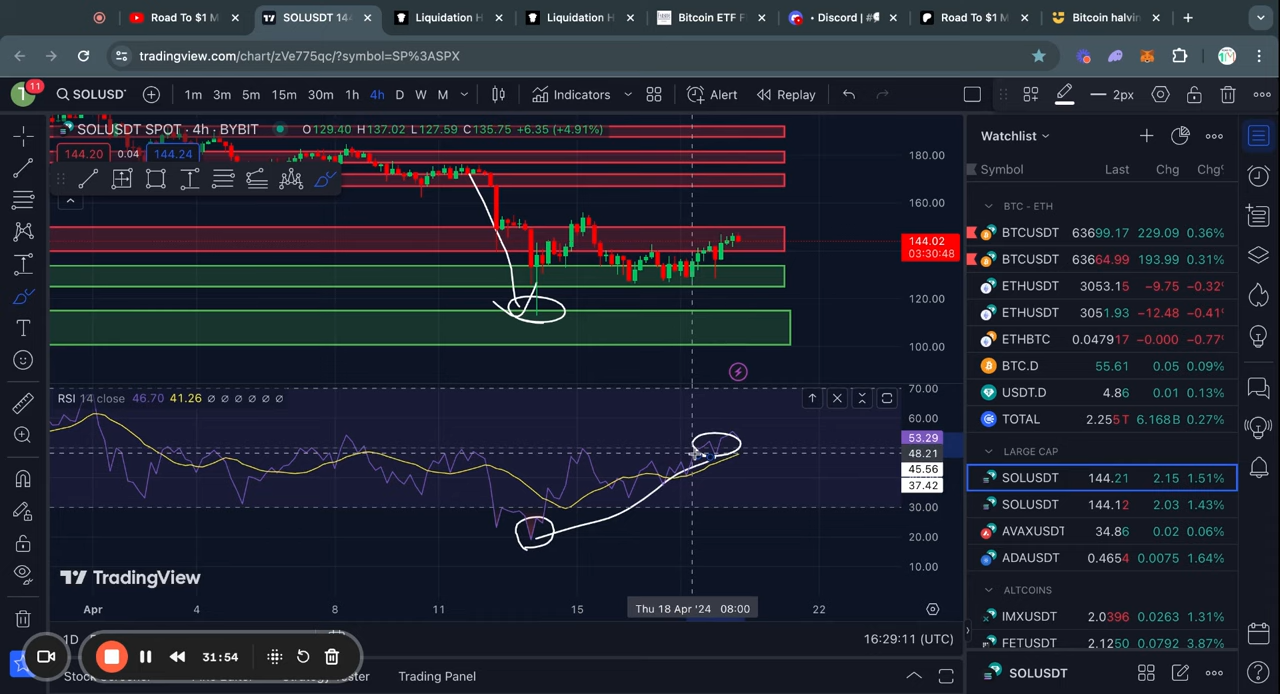 Road To $1 M
SOLUSDT 144
Liquidation H
Liquidation H
Bitcoin ETF F
• Discord | #
Road To $1 M
Bitcoin halvin
tradingview.com/chart/zVe775qc/?symbol=SP%3ASPX
11
SOLUSDT
1m 3m 5m 15m 30m 1h 4h D W M
Indicators
Alert
Replay
2px
SOLUSDT SPOT · 4h · BYBIT O129.40 H137.02 L127.59 C135.75 +6.35 (+4.91%)
144.20 0.04 144.24
180.00
160.00
144.02
03:30:48
120.00
100.00
RSI 14 close 46.70 41.26 ∅ ∅ ∅ ∅ ∅ ∅
70.00
60.00
53.29
48.21
45.56
37.42
30.00
20.00
10.00
TradingView
Apr 4 8 11 15 Thu 18 Apr '24 08:00 22
1D
16:29:11 (UTC)
31:54
Trading Panel
Watchlist
Symbol Last Chg Chg%
BTC - ETH
BTCUSDT 63699.17 229.09 0.36%
BTCUSDT 63664.99 193.99 0.31%
ETHUSDT 3053.15 −9.75 −0.32%
ETHUSDT 3051.93 −12.48 −0.41%
ETHBTC 0.047917 −0.000 −0.77%
BTC.D 55.61 0.05 0.09%
USDT.D 4.86 0.01 0.13%
TOTAL 2.255T 6.168B 0.27%
LARGE CAP
SOLUSDT 144.21 2.15 1.51%
SOLUSDT 144.12 2.03 1.43%
AVAXUSDT 34.86 0.02 0.06%
ADAUSDT 0.4654 0.0075 1.64%
ALTCOINS
IMXUSDT 2.0396 0.0263 1.31%
FETUSDT 2.1250 0.0792 3.87%
SOLUSDT